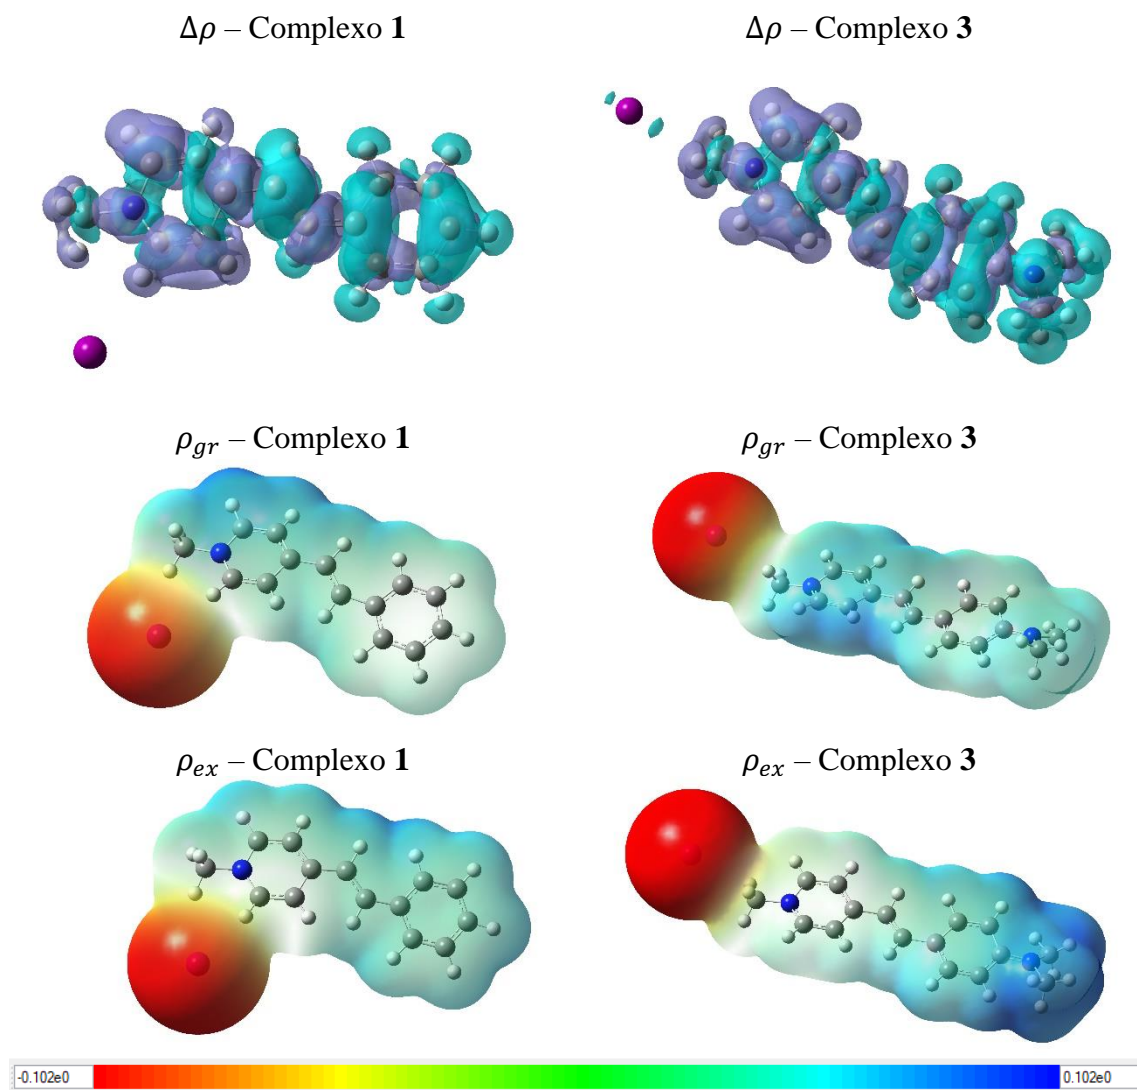 Δρ – Complexo 1
Δρ – Complexo 3
ρgr – Complexo 1
ρgr – Complexo 3
ρex – Complexo 1
ρex – Complexo 3
-0.102e0
0.102e0